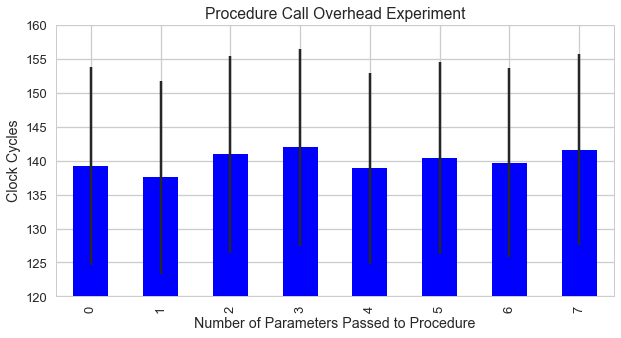 Procedure Call Overhead Experiment
160
155
150
145
140
135
130
125
120
Clock Cycles
0 1 2 3 4 5 6 7
Number of Parameters Passed to Procedure